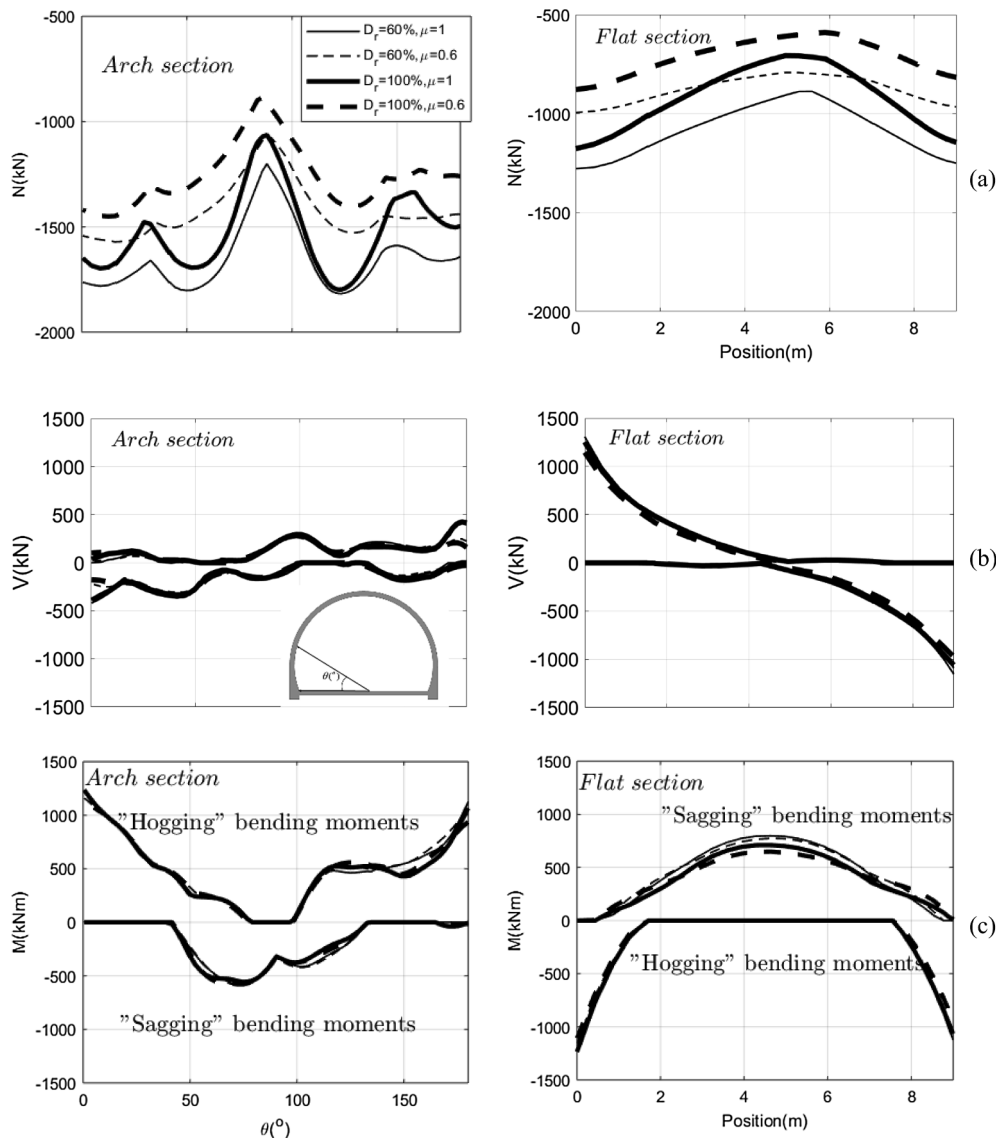 -500
-1000
-1500
-2000
N(kN)
Arch section
D_r=60%,μ=1
D_r=60%,μ=0.6
D_r=100%,μ=1
D_r=100%,μ=0.6
-500
-1000
-1500
-2000
N(kN)
Flat section
0
2
4
6
8
Position(m)
(a)
1500
1000
500
0
-500
-1000
-1500
V(kN)
Arch section
θ(°)
1500
1000
500
0
-500
-1000
-1500
V(kN)
Flat section
(b)
1500
1000
500
0
-500
-1000
-1500
M(kNm)
Arch section
"Hogging" bending moments
"Sagging" bending moments
0
50
100
150
θ(°)
1500
1000
500
0
-500
-1000
-1500
M(kNm)
Flat section
"Sagging" bending moments
"Hogging" bending moments
0
2
4
6
8
Position(m)
(c)